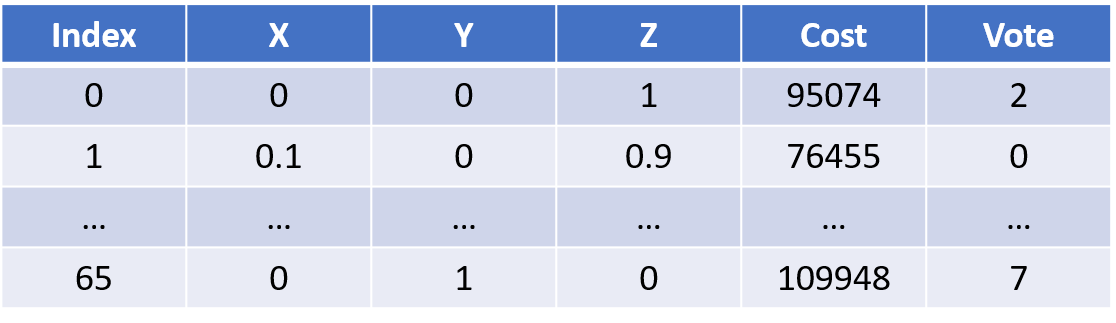 Index X Y Z Cost Vote
0 0 0 1 95074 2
1 0.1 0 0.9 76455 0
... ... ... ... ... ...
65 0 1 0 109948 7